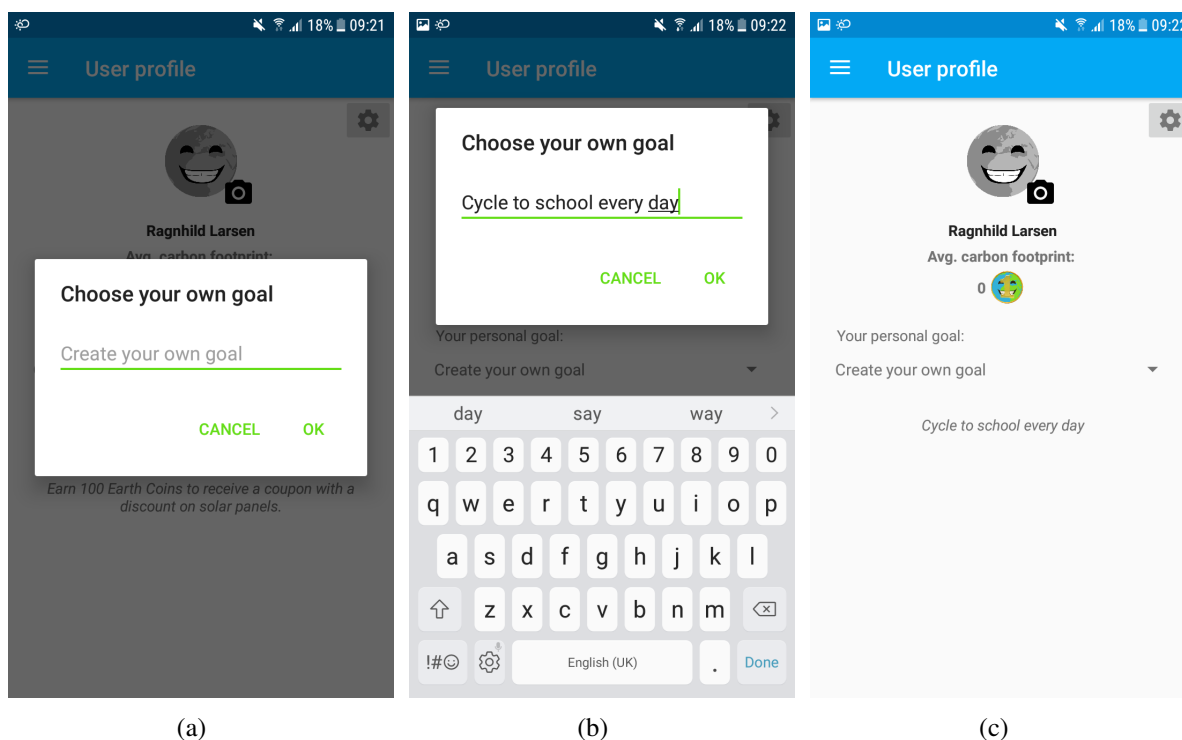 18% 09:21
User profile
Ragnhild Larsen
Avg. carbon footprint:
Choose your own goal
Create your own goal
CANCEL OK
Earn 100 Earth Coins to receive a coupon with a
discount on solar panels.
(a)
18% 09:22
User profile
Choose your own goal
Cycle to school every day
CANCEL OK
Your personal goal:
Create your own goal
day say way
1 2 3 4 5 6 7 8 9 0
q w e r t y u i o p
a s d f g h j k l
z x c v b n m
!#☺ English (UK) . Done
(b)
18% 09:22
User profile
Ragnhild Larsen
Avg. carbon footprint:
0
Your personal goal:
Create your own goal
Cycle to school every day
(c)